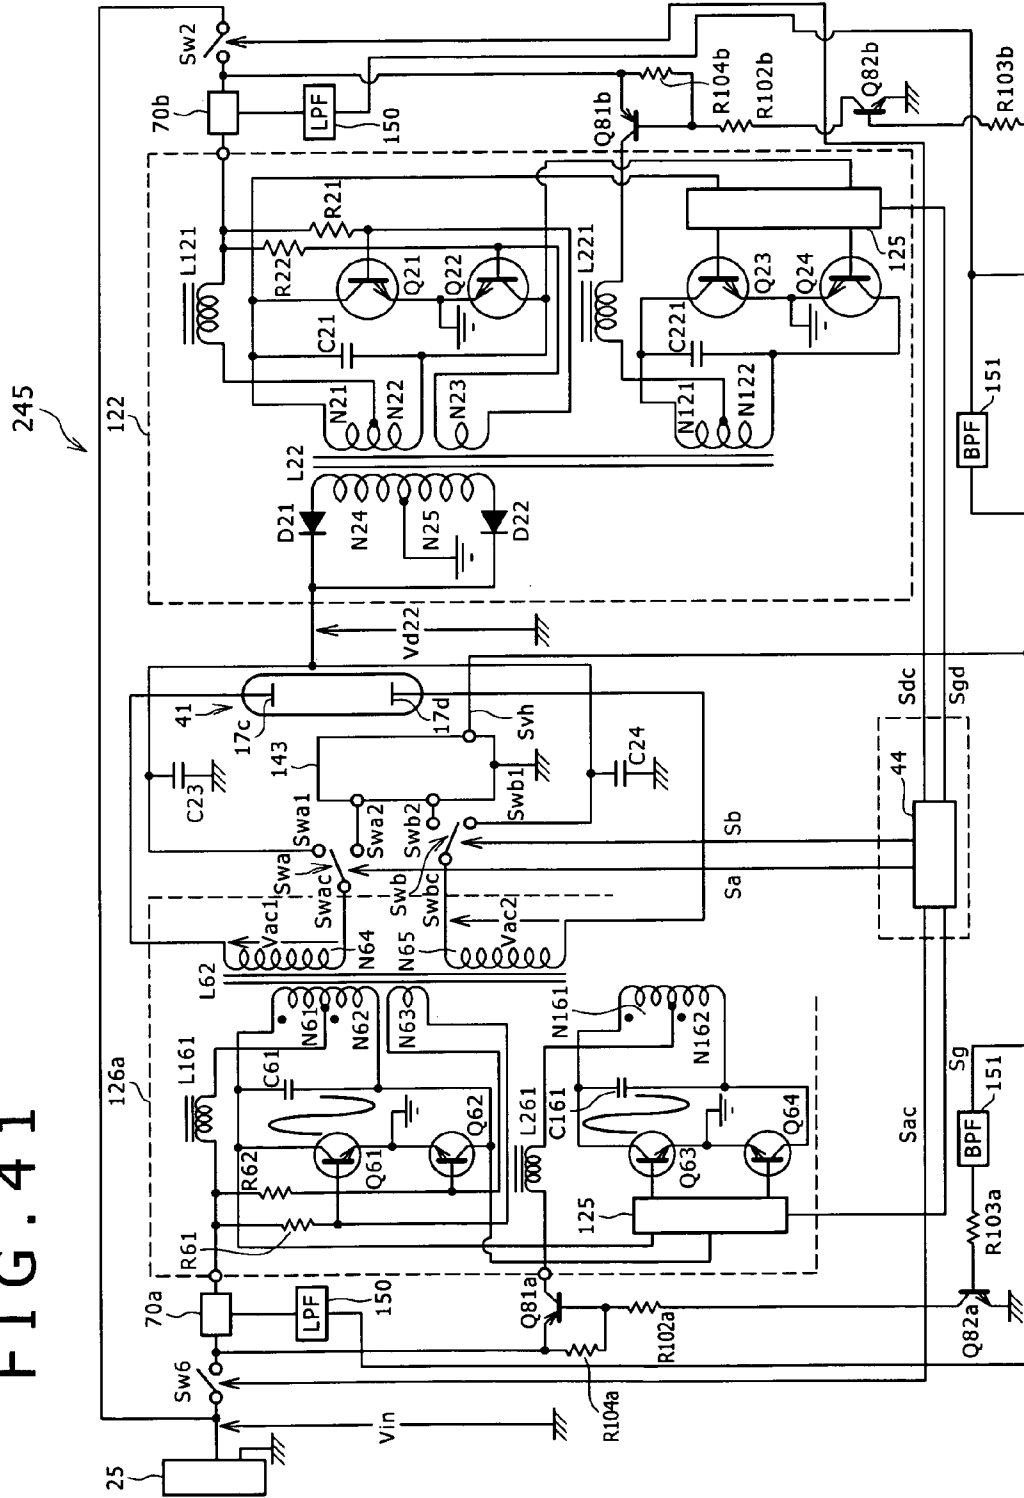 FIG. 41
245
Sw2
70b
LPF
150
122
L121
R21
R22
Q21
Q22
C21
N21
N22
N23
L22
D21
N24
N25
D22
Vd22
Q81b
R104b
R102b
Q82b
R103b
L221
125
Q23
Q24
C221
N121
N122
BPF
151
41
17c
17d
143
C23
Svh
C24
Swa1
Swa2
Swa
Swac
Swb2
Swb1
Swb
Swbc
Sa
Sb
44
Sdc
Sgd
126a
Vac1
N64
Vac2
N65
L62
N61
N62
N63
L161
C61
R62
R61
Q61
Q62
L261
C161
N161
N162
Q63
Q64
125
Sac
Sg
BPF
151
R103a
Q82a
R102a
R104a
Q81a
70a
LPF
150
Sw6
Vin
25